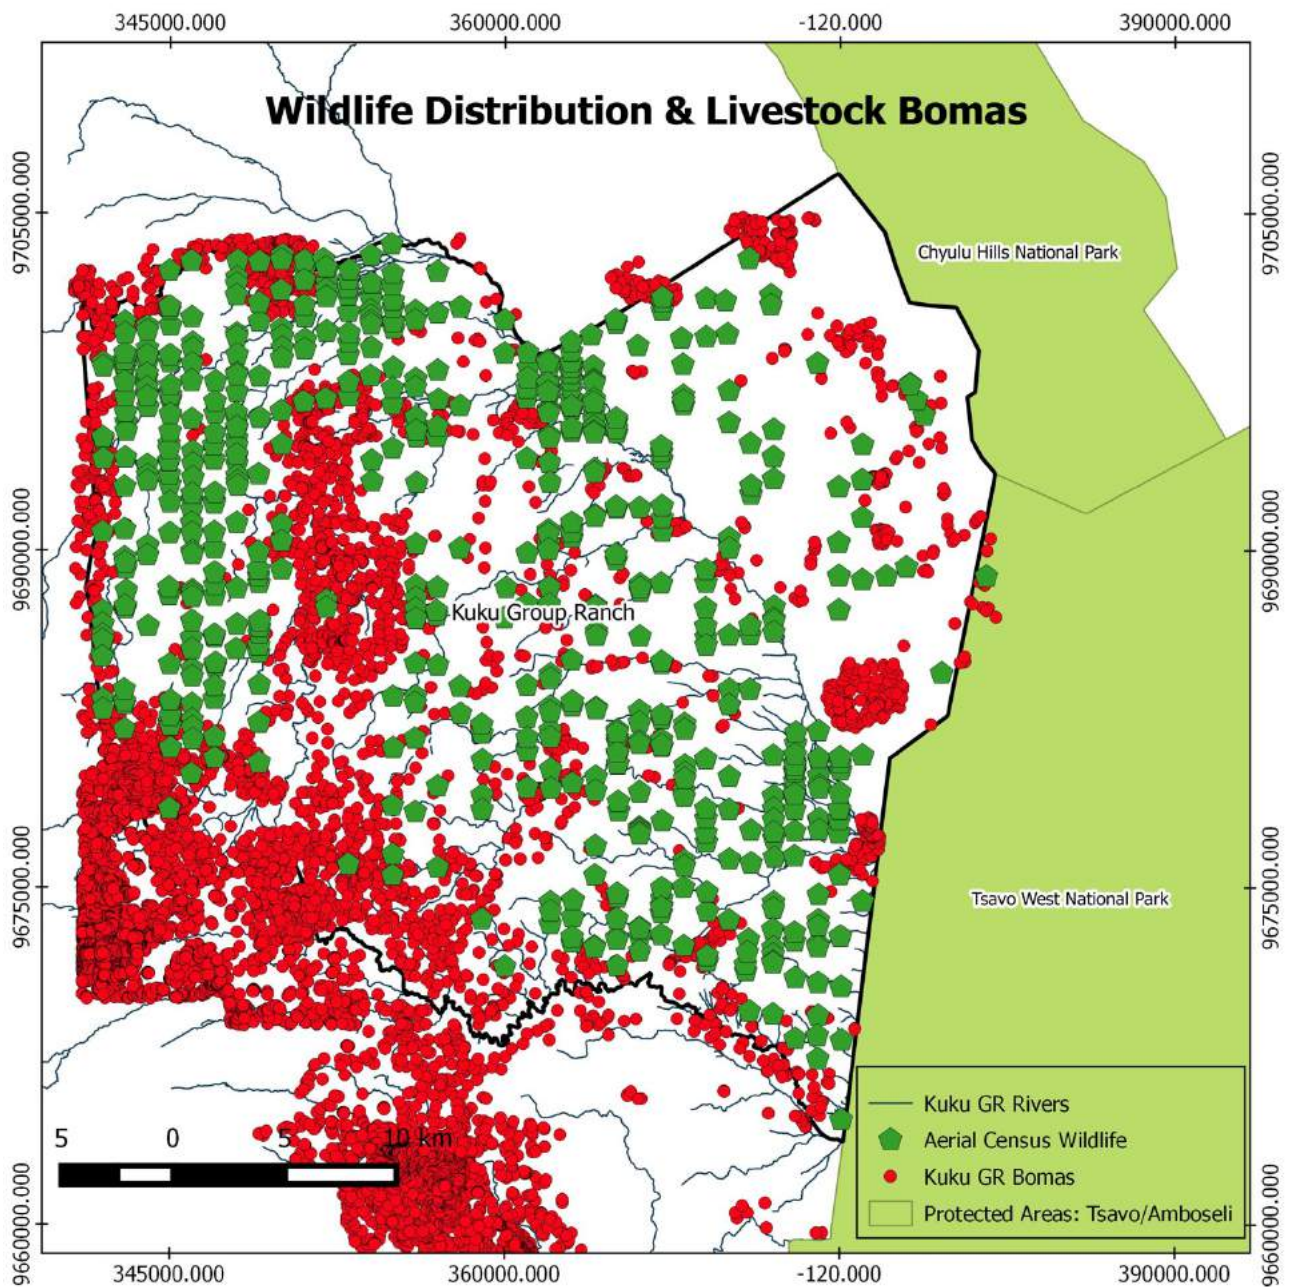 345000.000 360000.000 -120.000 390000.000
Wildlife Distribution & Livestock Bomas
9705000.000 9705000.000
Chyulu Hills National Park
9690000.000 9690000.000
Kuku Group Ranch
9675000.000 9675000.000
Tsavo West National Park
Kuku GR Rivers
Aerial Census Wildlife
Kuku GR Bomas
Protected Areas: Tsavo/Amboseli
5 0 5 10 km
9660000.000 9660000.000
345000.000 360000.000 -120.000 390000.000